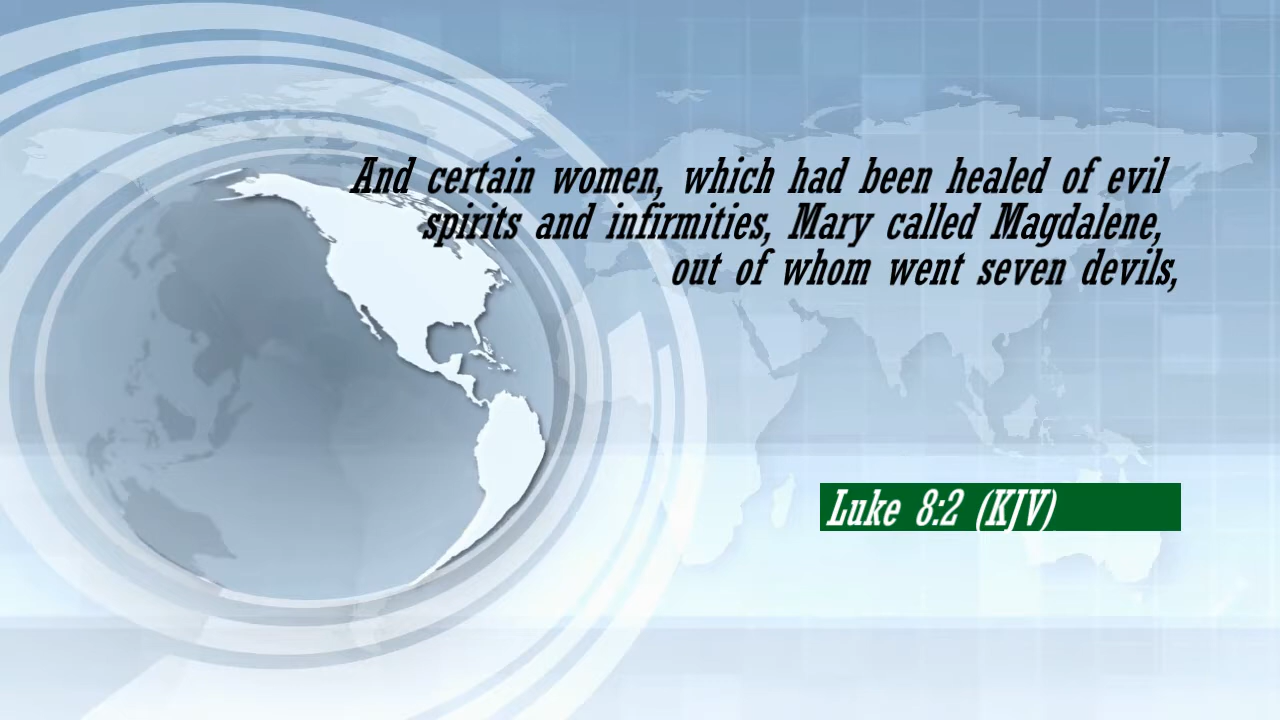 And certain women, which had been healed of evil
spirits and infirmities, Mary called Magdalene,
out of whom went seven devils,
Luke 8:2 (KJV)